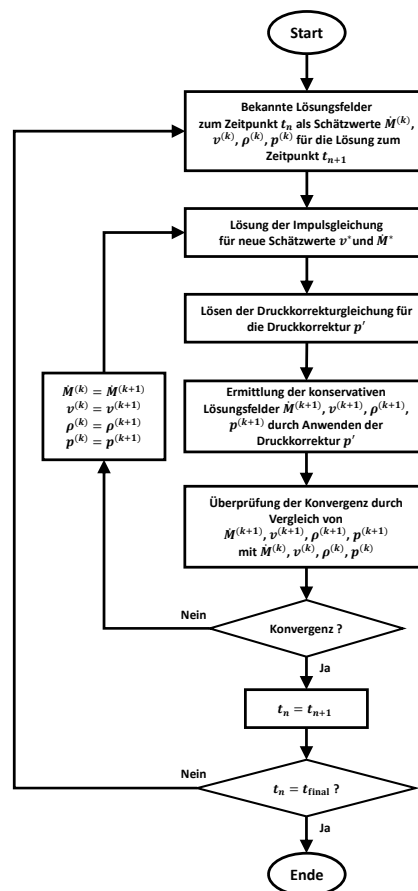 Start
Bekannte Lösungsfelder
zum Zeitpunkt tₙ als Schätzwerte Ṁ⁽ᵏ⁾,
v⁽ᵏ⁾, ρ⁽ᵏ⁾, p⁽ᵏ⁾ für die Lösung zum
Zeitpunkt tₙ₊₁
Lösung der Impulsgleichung
für neue Schätzwerte v* und Ṁ*
Lösen der Druckkorrekturgleichung für
die Druckkorrektur p′
Ṁ⁽ᵏ⁾ = Ṁ⁽ᵏ⁺¹⁾
v⁽ᵏ⁾ = v⁽ᵏ⁺¹⁾
ρ⁽ᵏ⁾ = ρ⁽ᵏ⁺¹⁾
p⁽ᵏ⁾ = p⁽ᵏ⁺¹⁾
Ermittlung der konservativen
Lösungsfelder Ṁ⁽ᵏ⁺¹⁾, v⁽ᵏ⁺¹⁾, ρ⁽ᵏ⁺¹⁾,
p⁽ᵏ⁺¹⁾ durch Anwenden der
Druckkorrektur p′
Überprüfung der Konvergenz durch
Vergleich von
Ṁ⁽ᵏ⁺¹⁾, v⁽ᵏ⁺¹⁾, ρ⁽ᵏ⁺¹⁾, p⁽ᵏ⁺¹⁾
mit Ṁ⁽ᵏ⁾, v⁽ᵏ⁾, ρ⁽ᵏ⁾, p⁽ᵏ⁾
Nein
Konvergenz ?
Ja
tₙ = tₙ₊₁
Nein
tₙ = t_final ?
Ja
Ende